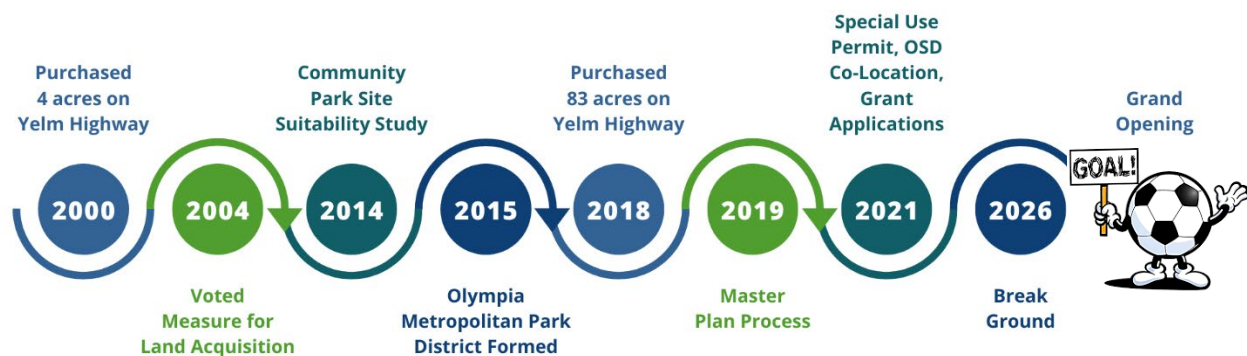 Purchased
4 acres on
Yelm Highway
2000
2004
Voted
Measure for
Land Acquisition
Community
Park Site
Suitability Study
2014
2015
Olympia
Metropolitan Park
District Formed
Purchased
83 acres on
Yelm Highway
2018
2019
Master
Plan Process
Special Use
Permit, OSD
Co-Location,
Grant
Applications
2021
2026
Break
Ground
Grand
Opening
GOAL!